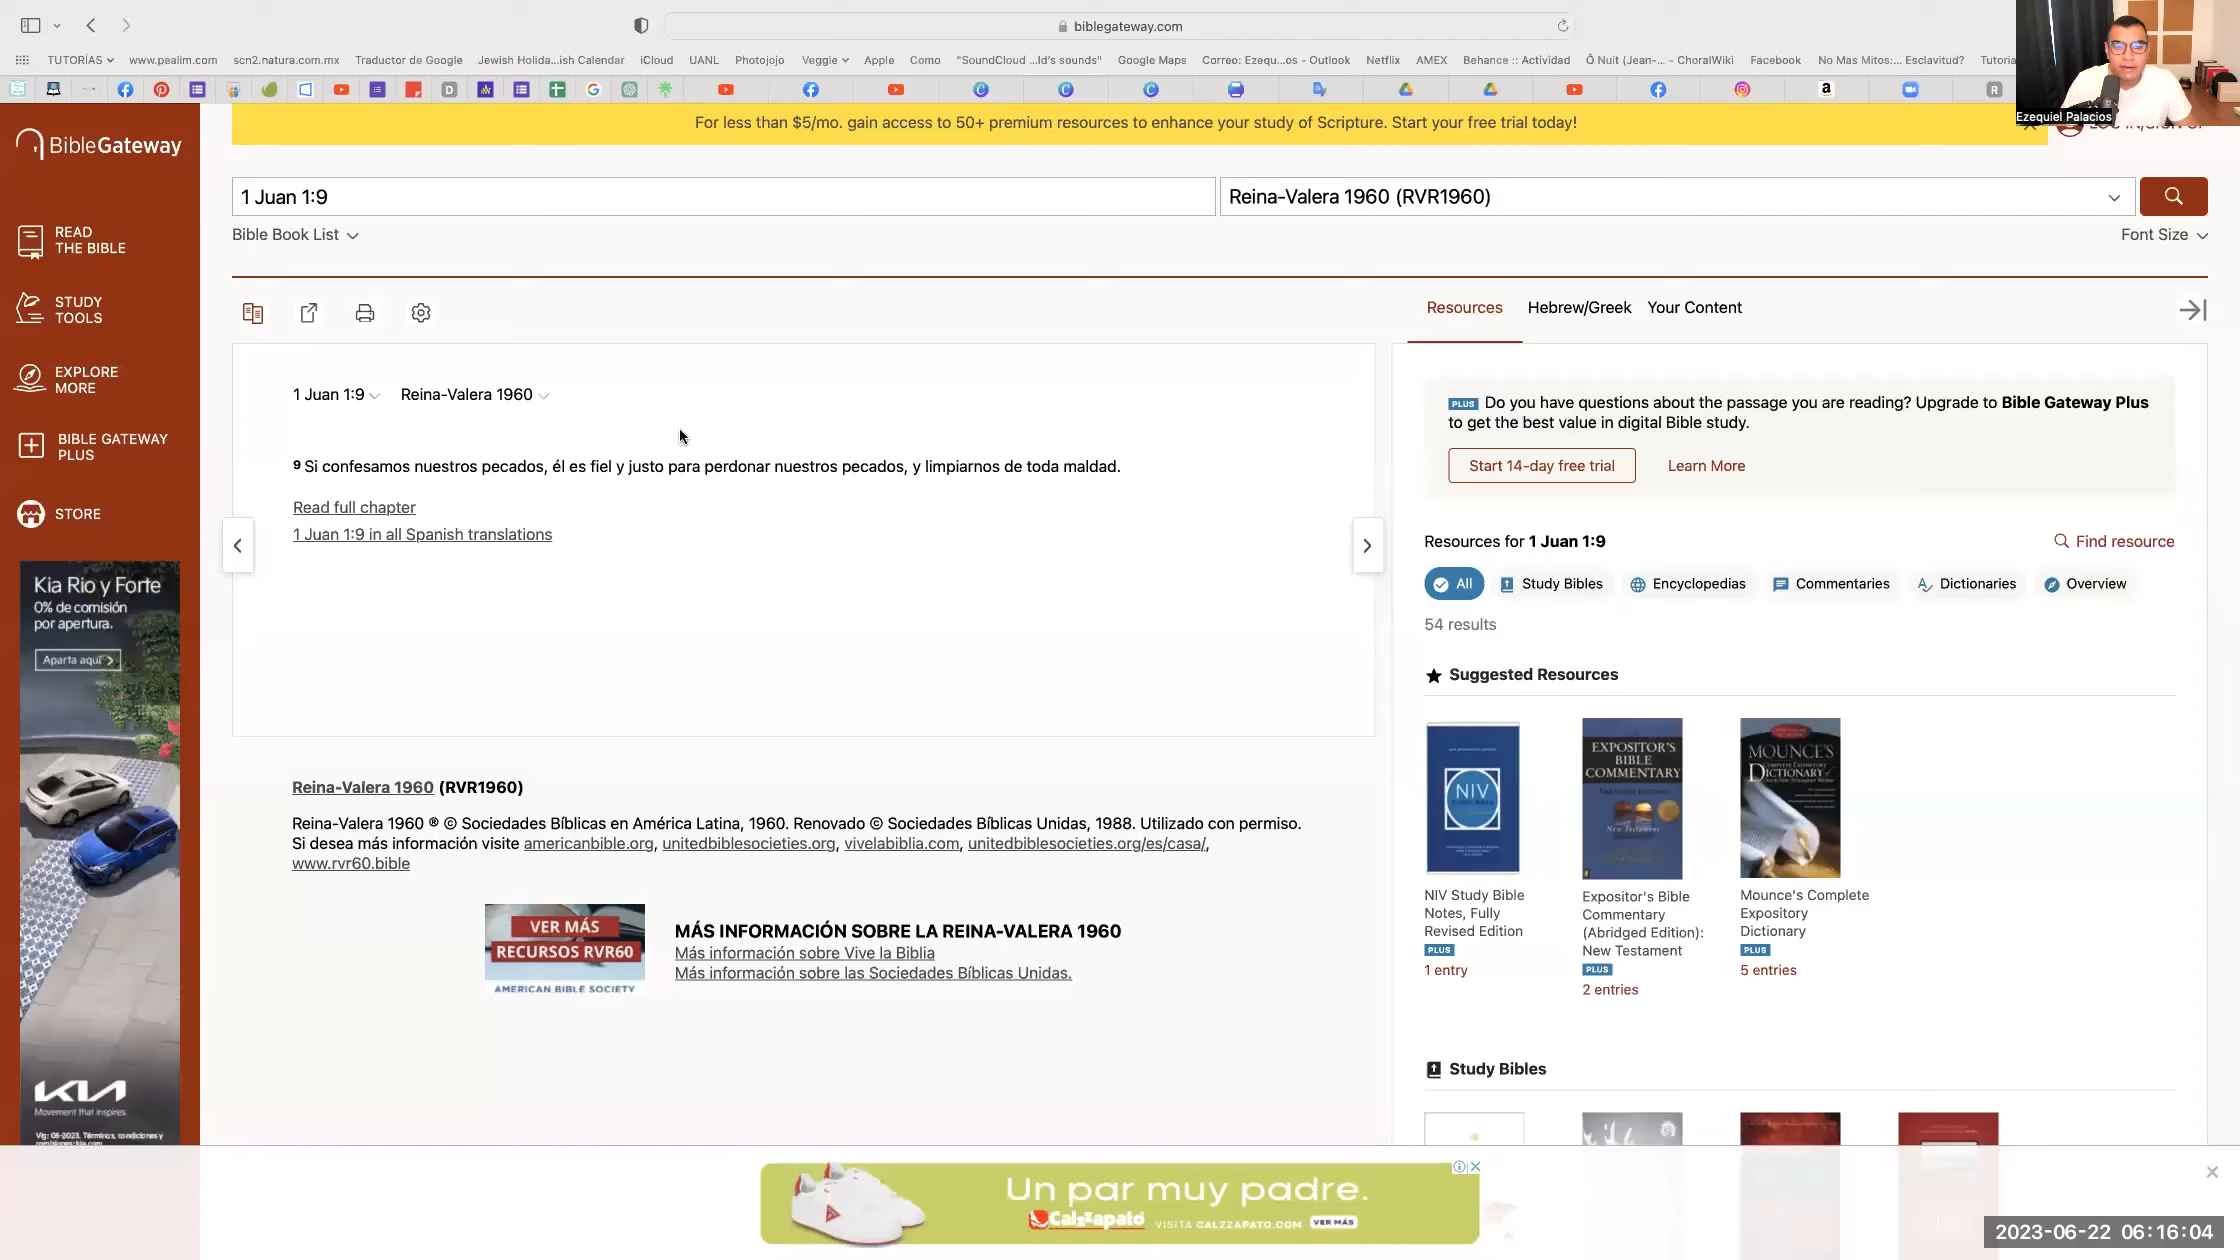 biblegateway.com
TUTORÍAS
www.pealim.com
scn2.natura.com.mx
Traductor de Google
Jewish Holida...ish Calendar
iCloud
UANL
Photojojo
Veggie
Apple
Como
"SoundCloud ...ld's sounds"
Google Maps
Correo: Ezequ...os - Outlook
Netflix
AMEX
Behance :: Actividad
Ô Nuit (Jean-... - ChoralWiki
Facebook
No Mas Mitos:... Esclavitud?
Tutoria
Ezequiel Palacios
For less than $5/mo. gain access to 50+ premium resources to enhance your study of Scripture. Start your free trial today!
BibleGateway
READ
THE BIBLE
STUDY
TOOLS
EXPLORE
MORE
BIBLE GATEWAY
PLUS
STORE
Kia Rio y Forte
0% de comisión
por apertura.
Aparta aquí
KIA
Movement that inspires
Vig: 06-2023. Términos, condiciones y
1 Juan 1:9
Reina-Valera 1960 (RVR1960)
Bible Book List
Font Size
Resources
Hebrew/Greek
Your Content
1 Juan 1:9
Reina-Valera 1960
9 Si confesamos nuestros pecados, él es fiel y justo para perdonar nuestros pecados, y limpiarnos de toda maldad.
Read full chapter
1 Juan 1:9 in all Spanish translations
Reina-Valera 1960 (RVR1960)
Reina-Valera 1960 ® © Sociedades Bíblicas en América Latina, 1960. Renovado © Sociedades Bíblicas Unidas, 1988. Utilizado con permiso.
Si desea más información visite americanbible.org, unitedbiblesocieties.org, vivelabiblia.com, unitedbiblesocieties.org/es/casa/,
www.rvr60.bible
VER MÁS
RECURSOS RVR60
AMERICAN BIBLE SOCIETY
MÁS INFORMACIÓN SOBRE LA REINA-VALERA 1960
Más información sobre Vive la Biblia
Más información sobre las Sociedades Bíblicas Unidas.
PLUS Do you have questions about the passage you are reading? Upgrade to Bible Gateway Plus
to get the best value in digital Bible study.
Start 14-day free trial
Learn More
Resources for 1 Juan 1:9
Find resource
All
Study Bibles
Encyclopedias
Commentaries
Dictionaries
Overview
54 results
Suggested Resources
NIV
EXPOSITOR'S
BIBLE
COMMENTARY
New Testament
MOUNCE'S
DICTIONARY
NIV Study Bible
Notes, Fully
Revised Edition
PLUS
1 entry
Expositor's Bible
Commentary
(Abridged Edition):
New Testament
PLUS
2 entries
Mounce's Complete
Expository
Dictionary
PLUS
5 entries
Study Bibles
Un par muy padre.
Calzzapato
VISITA CALZZAPATO.COM
VER MÁS
2023-06-22 06:16:04